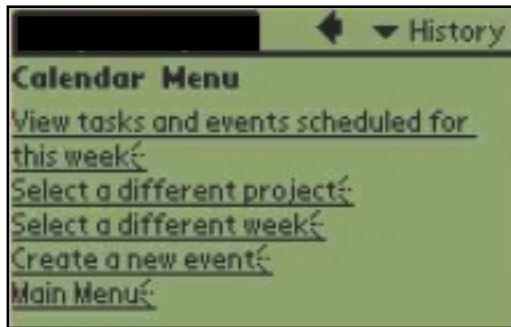 History
Calendar Menu
View tasks and events scheduled for
this week
Select a different project
Select a different week
Create a new event
Main Menu